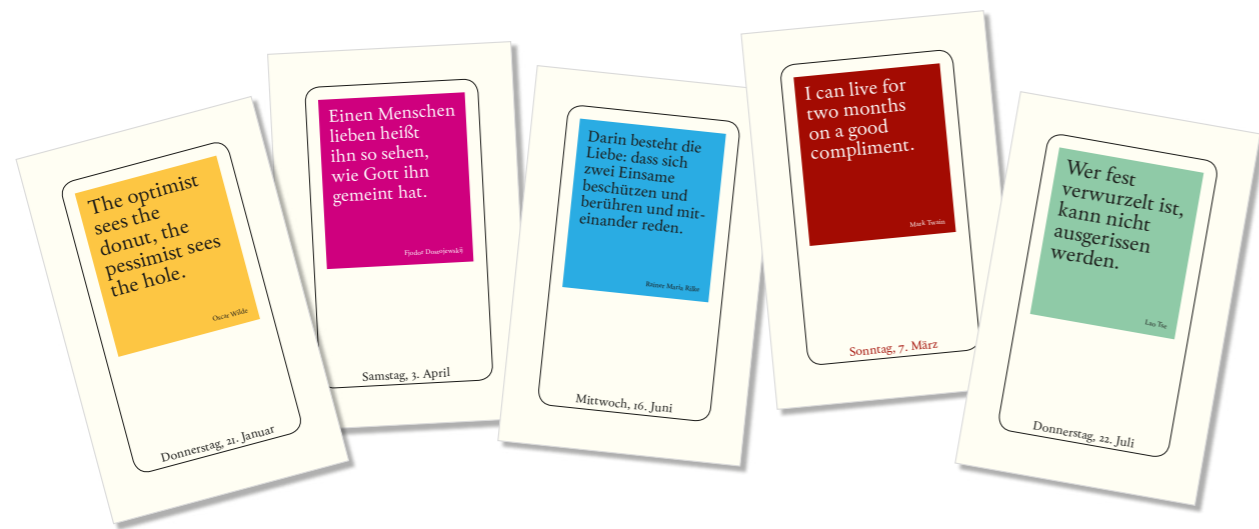 The optimist
sees the
donut, the
pessimist sees
the hole.
Oscar Wilde
Donnerstag, 21. Januar
Einen Menschen
lieben heißt
ihn so sehen,
wie Gott ihn
gemeint hat.
Fjodor Dostojewskij
Samstag, 3. April
Darin besteht die
Liebe: dass sich
zwei Einsame
beschützen und
berühren und mit-
einander reden.
Rainer Maria Rilke
Mittwoch, 16. Juni
I can live for
two months
on a good
compliment.
Mark Twain
Sonntag, 7. März
Wer fest
verwurzelt ist,
kann nicht
ausgerissen
werden.
Lao Tse
Donnerstag, 22. Juli